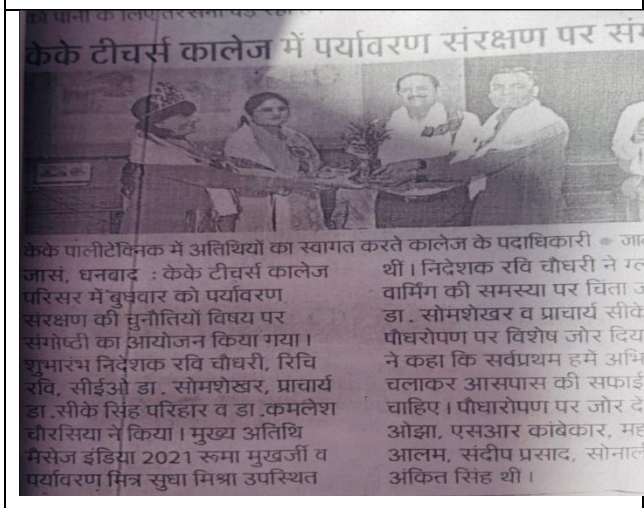 को पानी के लिए तरसना पड़ रहा
केके टीचर्स कालेज में पर्यावरण संरक्षण पर
केके पालीटेक्निक में अतिथियों का स्वागत करते कालेज के पदाधिकारी
जासं, धनबाद : केके टीचर्स कालेज
परिसर में बुधवार को पर्यावरण
संरक्षण की चुनौतियों विषय पर
संगोष्ठी का आयोजन किया गया।
शुभारंभ निदेशक रवि चौधरी, रिचि
रवि, सीईओ डा. सोमशेखर, प्राचार्य
डा.सीके सिंह परिहार व डा.कमलेश
चौरसिया ने किया। मुख्य अतिथि
मैसेज इंडिया 2021 रूमा मुखर्जी व
पर्यावरण मित्र सुधा मिश्रा उपस्थित
थीं। निदेशक रवि चौधरी ने
वार्मिंग की समस्या पर चिंता
डा. सोमशेखर व प्राचार्य सीके
पौधरोपण पर विशेष जोर
ने कहा कि सर्वप्रथम हमें
चलाकर आसपास की सफाई
चाहिए। पौधारोपण पर जोर
ओझा, एसआर कांबेकार,
आलम, संदीप प्रसाद,
अंकित सिंह थीं।